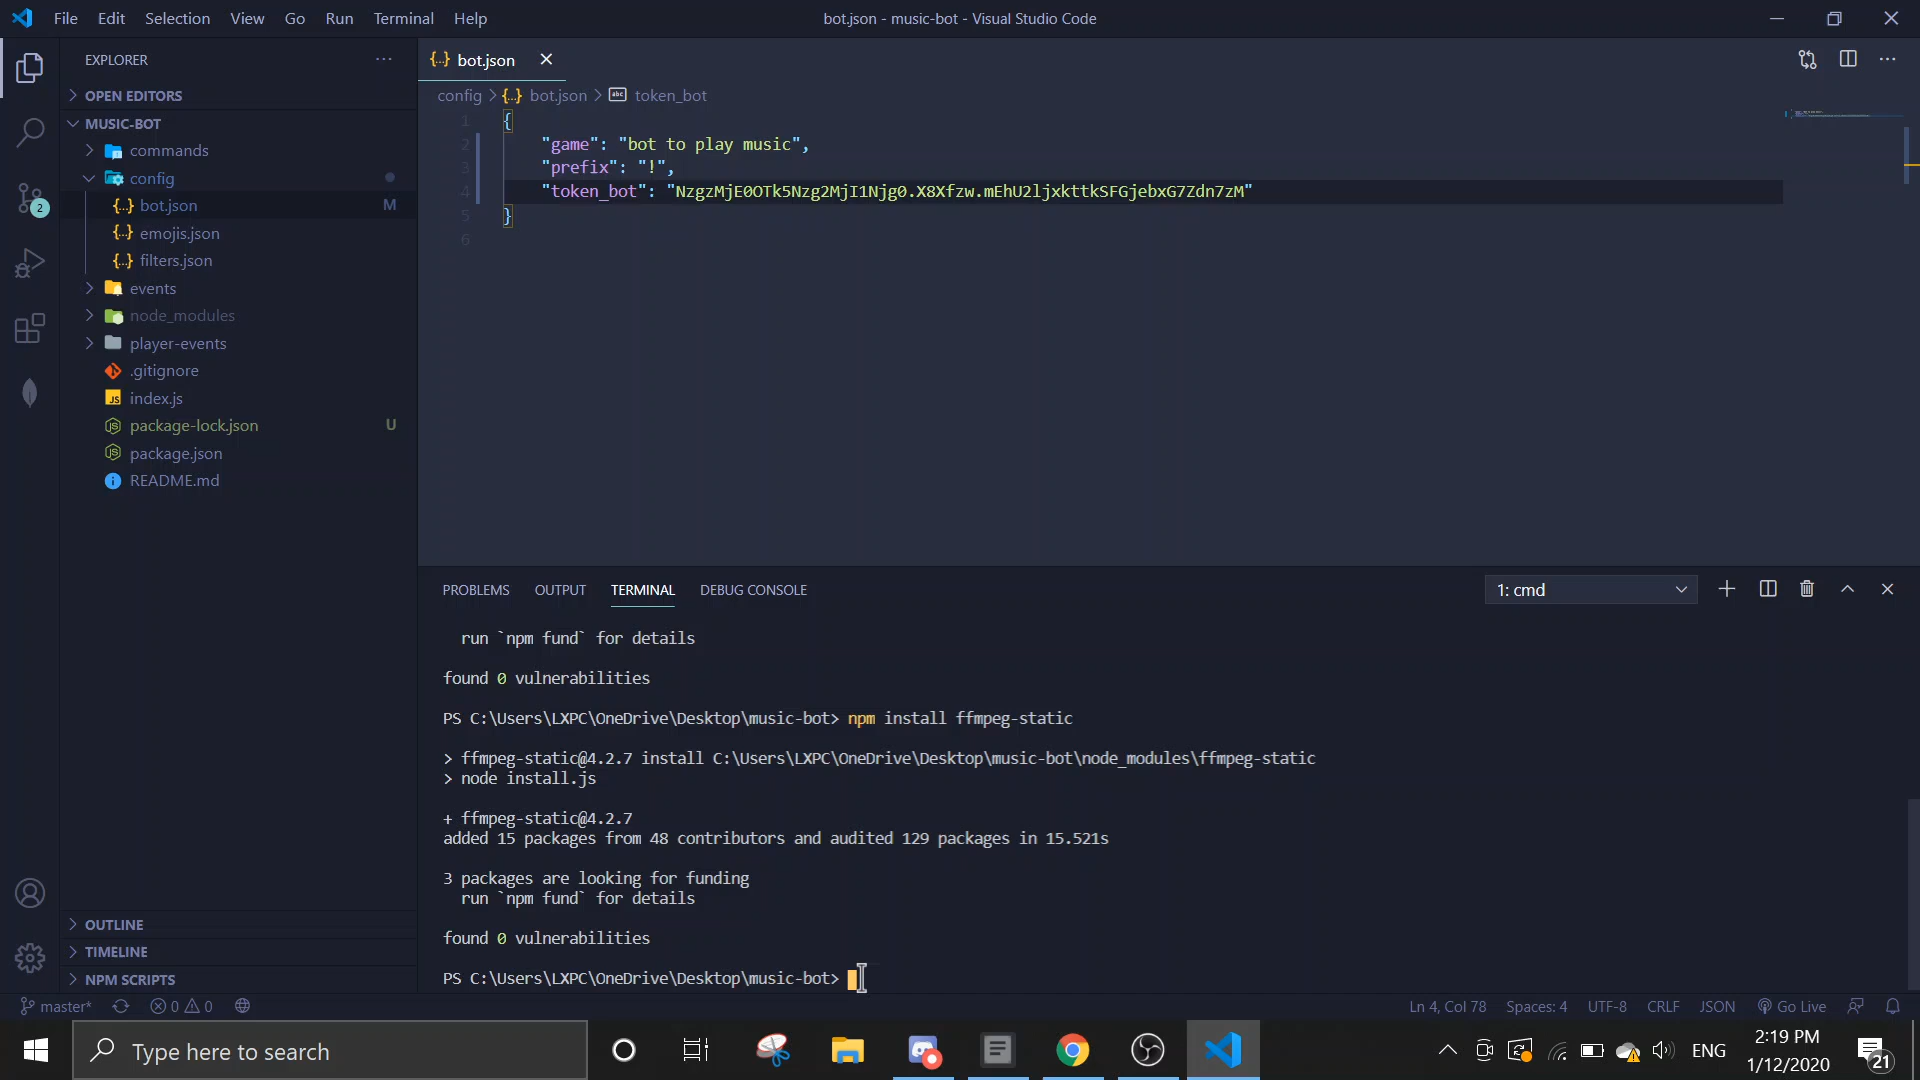 File Edit Selection View Go Run Terminal Help
bot.json - music-bot - Visual Studio Code
EXPLORER
OPEN EDITORS
MUSIC-BOT
commands
config
bot.json M
emojis.json
filters.json
events
node_modules
player-events
.gitignore
index.js
package-lock.json U
package.json
README.md
OUTLINE
TIMELINE
NPM SCRIPTS
2
{..} bot.json
config > {..} bot.json > abc token_bot
1 {
2 "game": "bot to play music",
3 "prefix": "!",
4 "token_bot": "NzgzMjE0OTk5Nzg2MjI1Njg0.X8Xfzw.mEhU2ljxkttkSFGjebxG7Zdn7zM"
5 }
6
PROBLEMS OUTPUT TERMINAL DEBUG CONSOLE
1: cmd
run `npm fund` for details
found 0 vulnerabilities
PS C:\Users\LXPC\OneDrive\Desktop\music-bot> npm install ffmpeg-static
> ffmpeg-static@4.2.7 install C:\Users\LXPC\OneDrive\Desktop\music-bot\node_modules\ffmpeg-static
> node install.js
+ ffmpeg-static@4.2.7
added 15 packages from 48 contributors and audited 129 packages in 15.521s
3 packages are looking for funding
run `npm fund` for details
found 0 vulnerabilities
PS C:\Users\LXPC\OneDrive\Desktop\music-bot>
master* 0 0
Ln 4, Col 78 Spaces: 4 UTF-8 CRLF JSON Go Live
Type here to search
ENG
2:19 PM
1/12/2020
21